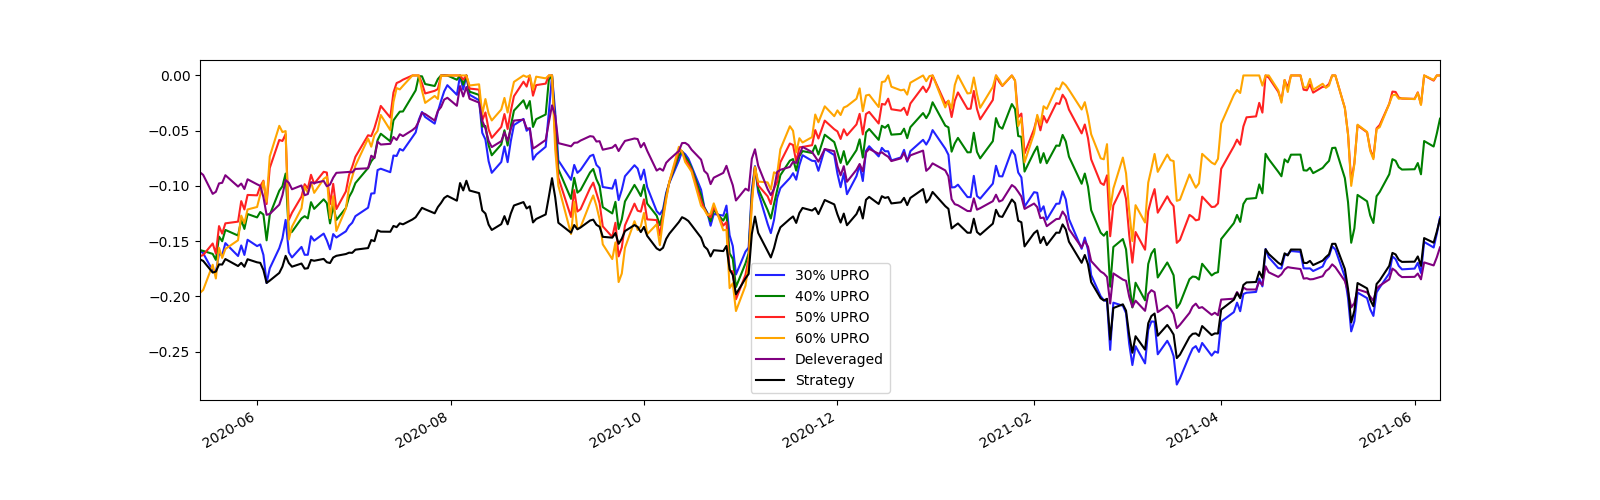 0.00
−0.05
−0.10
−0.15
−0.20
−0.25
30% UPRO
40% UPRO
50% UPRO
60% UPRO
Deleveraged
Strategy
2020-06
2020-08
2020-10
2020-12
2021-02
2021-04
2021-06